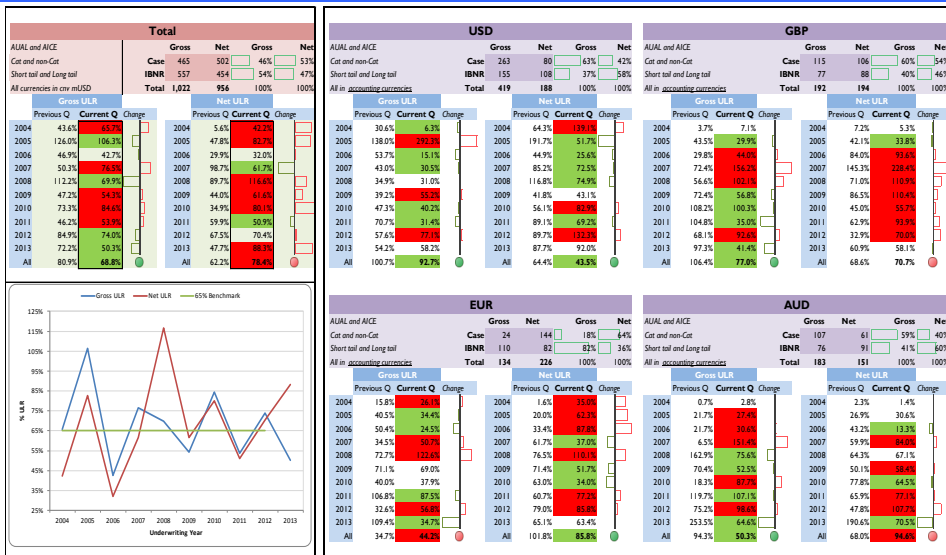 Total
AUAL and AICE Gross Net Gross Net
Cat and non-Cat Case 465 502 46% 53%
Short tail and Long tail IBNR 557 454 54% 47%
All currencies in cnv mUSD Total 1,022 956 100% 100%
Gross ULR Net ULR
Previous Q Current Q Change Previous Q Current Q Change
2004 43.6% 65.7% 2004 5.6% 42.2%
2005 126.0% 106.3% 2005 47.8% 82.7%
2006 46.9% 42.7% 2006 29.9% 32.0%
2007 50.3% 76.5% 2007 98.7% 61.7%
2008 112.2% 69.9% 2008 89.7% 116.6%
2009 47.2% 54.3% 2009 44.0% 61.6%
2010 73.3% 84.6% 2010 34.9% 80.1%
2011 46.2% 53.9% 2011 59.9% 50.9%
2012 84.9% 74.0% 2012 67.5% 70.4%
2013 72.2% 50.3% 2013 47.7% 88.3%
All 80.9% 68.8% All 62.2% 78.4%
Gross ULR Net ULR 65% Benchmark
125%
115%
105%
95%
85%
75%
65%
55%
45%
35%
25%
% ULR
2004 2005 2006 2007 2008 2009 2010 2011 2012 2013
Underwriting Year
USD
AUAL and AICE Gross Net Gross Net
Cat and non-Cat Case 263 80 63% 42%
Short tail and Long tail IBNR 155 108 37% 58%
All in accounting currencies Total 419 188 100% 100%
Gross ULR Net ULR
Previous Q Current Q Change Previous Q Current Q Change
2004 30.6% 6.3% 2004 64.3% 139.1%
2005 138.0% 292.3% 2005 191.7% 51.7%
2006 53.7% 15.1% 2006 44.9% 25.6%
2007 43.0% 30.5% 2007 85.2% 72.5%
2008 34.9% 31.0% 2008 116.8% 74.9%
2009 39.2% 55.2% 2009 41.8% 43.1%
2010 47.3% 40.2% 2010 56.1% 82.9%
2011 70.7% 31.4% 2011 89.1% 69.2%
2012 57.6% 77.1% 2012 89.7% 132.3%
2013 54.2% 58.2% 2013 87.7% 92.0%
All 100.7% 92.7% All 64.4% 43.5%
GBP
AUAL and AICE Gross Net Gross Net
Cat and non-Cat Case 115 106 60% 54%
Short tail and Long tail IBNR 77 88 40% 46%
All in accounting currencies Total 192 194 100% 100%
Gross ULR Net ULR
Previous Q Current Q Change Previous Q Current Q Change
2004 3.7% 7.1% 2004 7.2% 5.3%
2005 43.5% 29.9% 2005 42.1% 33.8%
2006 29.8% 44.0% 2006 84.0% 93.6%
2007 72.4% 156.2% 2007 145.3% 228.4%
2008 56.6% 102.1% 2008 71.0% 110.9%
2009 72.4% 56.8% 2009 86.5% 110.4%
2010 108.2% 100.3% 2010 45.0% 55.7%
2011 104.8% 35.0% 2011 62.9% 93.9%
2012 68.1% 92.6% 2012 32.9% 70.0%
2013 97.3% 41.4% 2013 60.9% 58.1%
All 106.4% 77.0% All 68.6% 70.7%
EUR
AUAL and AICE Gross Net Gross Net
Cat and non-Cat Case 24 144 18% 64%
Short tail and Long tail IBNR 110 82 82% 36%
All in accounting currencies Total 134 226 100% 100%
Gross ULR Net ULR
Previous Q Current Q Change Previous Q Current Q Change
2004 15.8% 26.1% 2004 1.6% 35.0%
2005 40.5% 34.4% 2005 20.0% 62.1%
2006 50.4% 24.5% 2006 33.4% 87.9%
2007 34.5% 50.7% 2007 61.7% 37.0%
2008 72.7% 122.6% 2008 76.5% 110.1%
2009 71.1% 69.0% 2009 71.4% 51.7%
2010 40.0% 37.9% 2010 63.0% 34.0%
2011 106.8% 87.5% 2011 60.7% 77.2%
2012 32.6% 56.8% 2012 79.0% 85.8%
2013 109.4% 34.7% 2013 65.1% 63.4%
All 34.7% 44.2% All 101.8% 85.8%
AUD
AUAL and AICE Gross Net Gross Net
Cat and non-Cat Case 107 61 59% 40%
Short tail and Long tail IBNR 76 91 41% 60%
All in accounting currencies Total 183 151 100% 100%
Gross ULR Net ULR
Previous Q Current Q Change Previous Q Current Q Change
2004 0.7% 2.8% 2004 2.3% 1.4%
2005 21.7% 27.4% 2005 26.9% 30.6%
2006 21.7% 30.6% 2006 43.2% 13.3%
2007 6.5% 151.4% 2007 59.9% 84.0%
2008 162.9% 75.6% 2008 64.3% 67.1%
2009 70.4% 52.5% 2009 50.1% 58.4%
2010 18.3% 87.7% 2010 77.8% 64.5%
2011 119.7% 107.1% 2011 65.9% 77.1%
2012 75.2% 98.6% 2012 47.8% 107.7%
2013 253.5% 64.6% 2013 190.6% 70.5%
All 94.3% 50.3% All 68.0% 94.6%